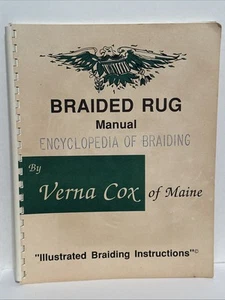 BRAIDED RUG
Manual
ENCYCLOPEDIA OF BRAIDING
By
Verna Cox of Maine
"Illustrated Braiding Instructions"©